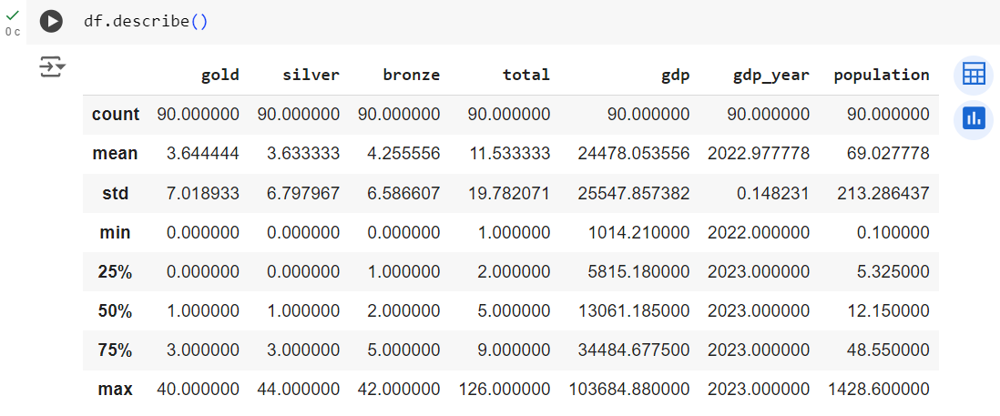 df.describe()
0 с
gold silver bronze total gdp gdp_year population
count 90.000000 90.000000 90.000000 90.000000 90.000000 90.000000 90.000000
mean 3.644444 3.633333 4.255556 11.533333 24478.053556 2022.977778 69.027778
std 7.018933 6.797967 6.586607 19.782071 25547.857382 0.148231 213.286437
min 0.000000 0.000000 0.000000 1.000000 1014.210000 2022.000000 0.100000
25% 0.000000 0.000000 1.000000 2.000000 5815.180000 2023.000000 5.325000
50% 1.000000 1.000000 2.000000 5.000000 13061.185000 2023.000000 12.150000
75% 3.000000 3.000000 5.000000 9.000000 34484.677500 2023.000000 48.550000
max 40.000000 44.000000 42.000000 126.000000 103684.880000 2023.000000 1428.600000